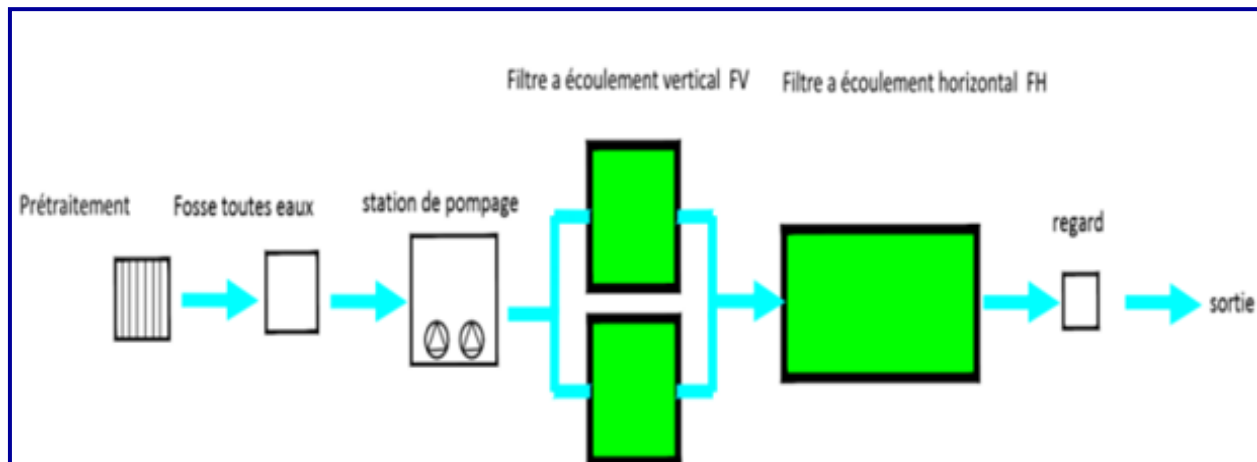 Filtre a écoulement vertical FV
Filtre a écoulement horizontal FH
Prétraitement
Fosse toutes eaux
station de pompage
regard
sortie